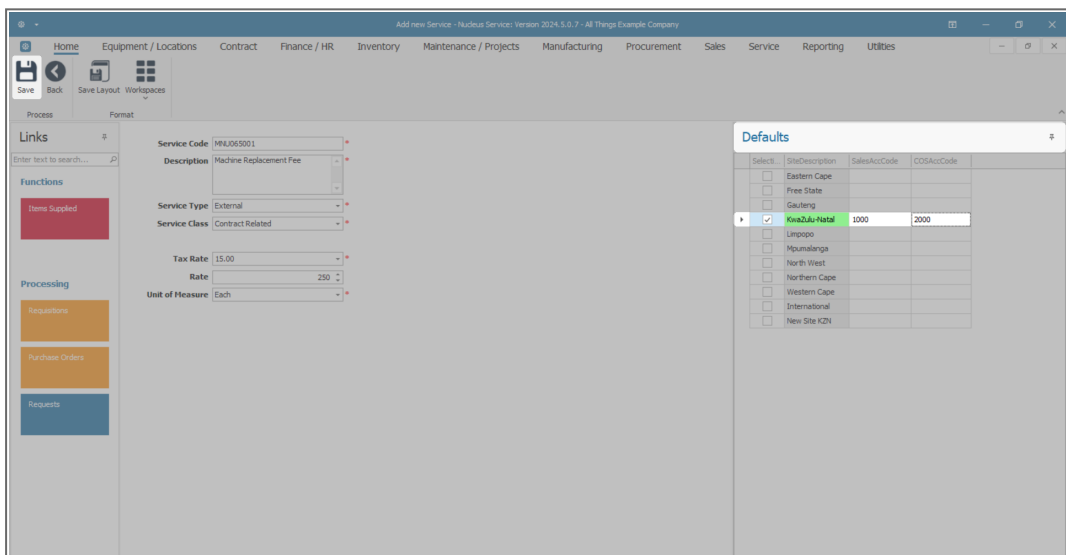 Add new Service - Nucleus Service: Version 2024.5.0.7 - All Things Example Company
Home Equipment / Locations Contract Finance / HR Inventory Maintenance / Projects Manufacturing Procurement Sales Service Reporting Utilities
Save Back Save Layout Workspaces
Process Format
Links
Enter text to search...
Functions
Items Supplied
Processing
Requisitions
Purchase Orders
Requests
Service Code MNU065001 *
Description Machine Replacement Fee *
Service Type External *
Service Class Contract Related *
Tax Rate 15.00 *
Rate 250
Unit of Measure Each *
Defaults
Selecti... SiteDescription SalesAccCode COSAccCode
Eastern Cape
Free State
Gauteng
KwaZulu-Natal 1000 2000
Limpopo
Mpumalanga
North West
Northern Cape
Western Cape
International
New Site KZN